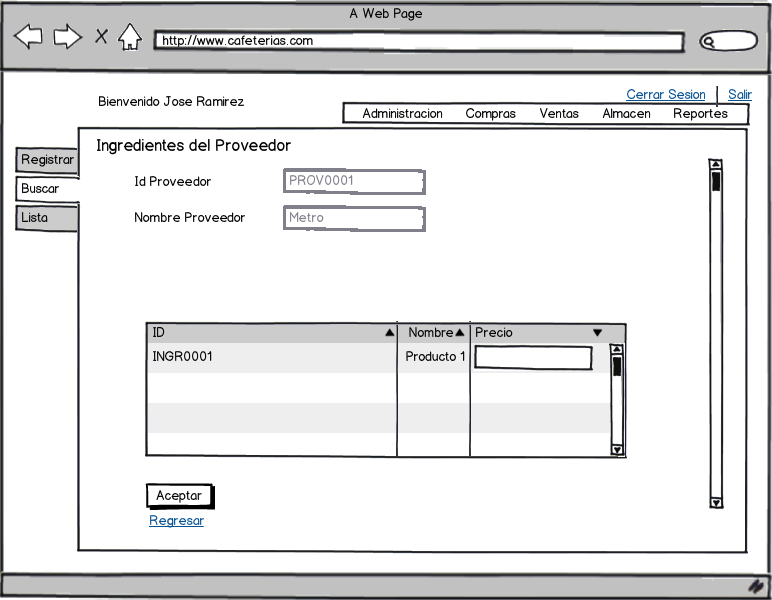 A Web Page
http://www.cafeterias.com
Cerrar Sesion Salir
Bienvenido Jose Ramirez
Administracion Compras Ventas Almacen Reportes
Ingredientes del Proveedor
Registrar
Buscar
Lista
Id Proveedor PROV0001
Nombre Proveedor Metro
ID Nombre Precio
INGR0001 Producto 1
Aceptar
Regresar